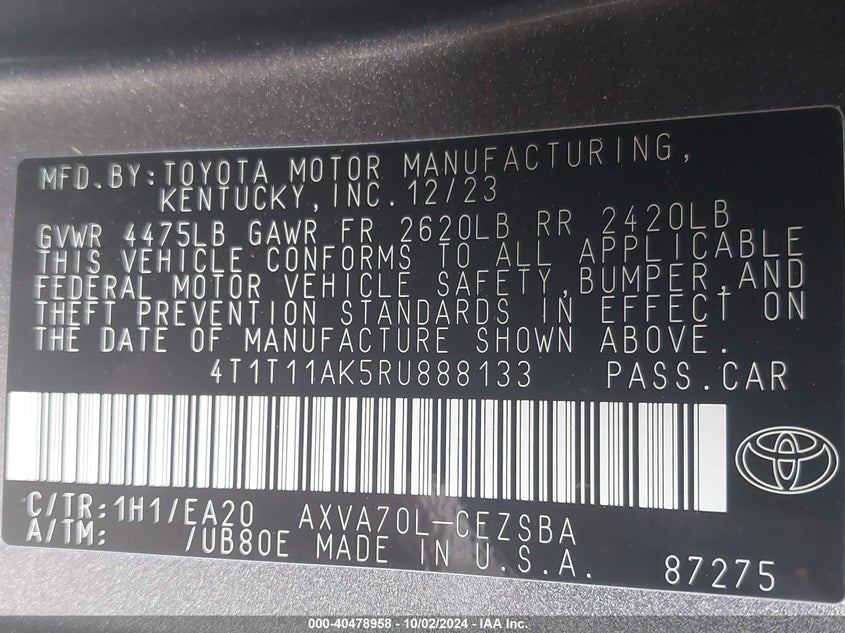 MFD.BY:TOYOTA MOTOR MANUFACTURING,
KENTUCKY,INC.12/23
GVWR 4475LB GAWR FR 2620LB RR 2420LB
THIS VEHICLE CONFORMS TO ALL APPLICABLE
FEDERAL MOTOR VEHICLE SAFETY,BUMPER,AND
THEFT PREVENTION STANDARDS IN EFFECT ON
THE DATE OF MANUFACTURE SHOWN ABOVE.
4T1T11AK5RU888133 PASS.CAR
C/TR:1H1/EA20 AXVA70L-CEZSBA
A/TM: /UB80E MADE IN U.S.A. 87275
000-40478958 - 10/02/2024 - IAA Inc.